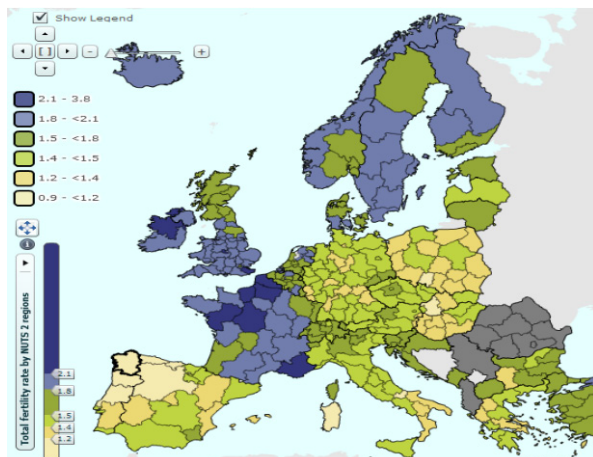 Show Legend
2.1 - 3.8
1.8 - <2.1
1.5 - <1.8
1.4 - <1.5
1.2 - <1.4
0.9 - <1.2
Total fertility rate by NUTS 2 regions
2.1
1.8
1.5
1.4
1.2